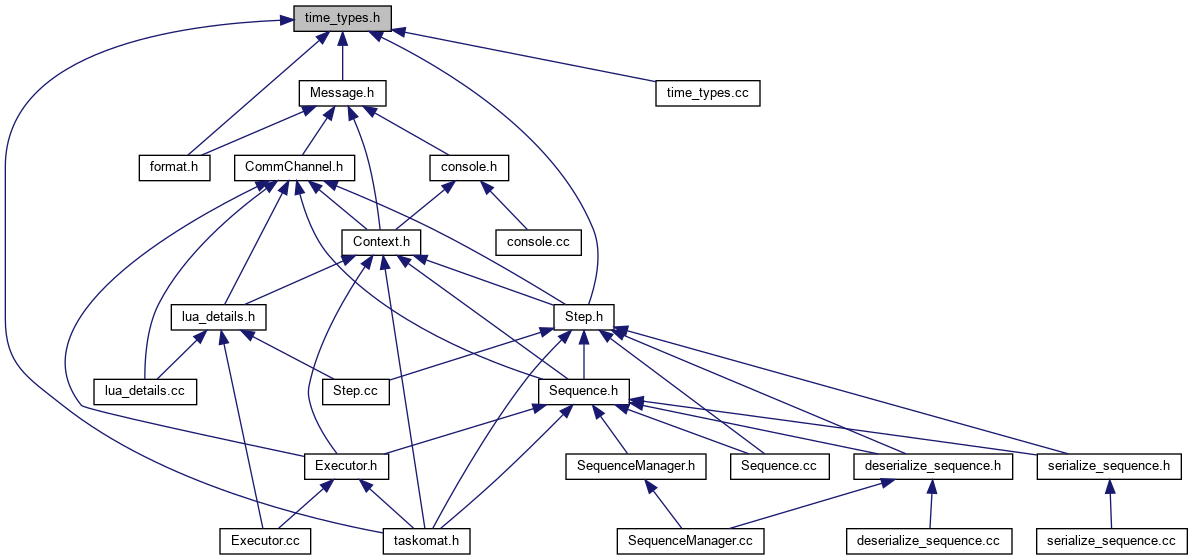 time_types.h
Message.h
time_types.cc
format.h
CommChannel.h
console.h
Context.h
console.cc
lua_details.h
Step.h
lua_details.cc
Step.cc
Sequence.h
Executor.h
SequenceManager.h
Sequence.cc
deserialize_sequence.h
serialize_sequence.h
Executor.cc
taskomat.h
SequenceManager.cc
deserialize_sequence.cc
serialize_sequence.cc